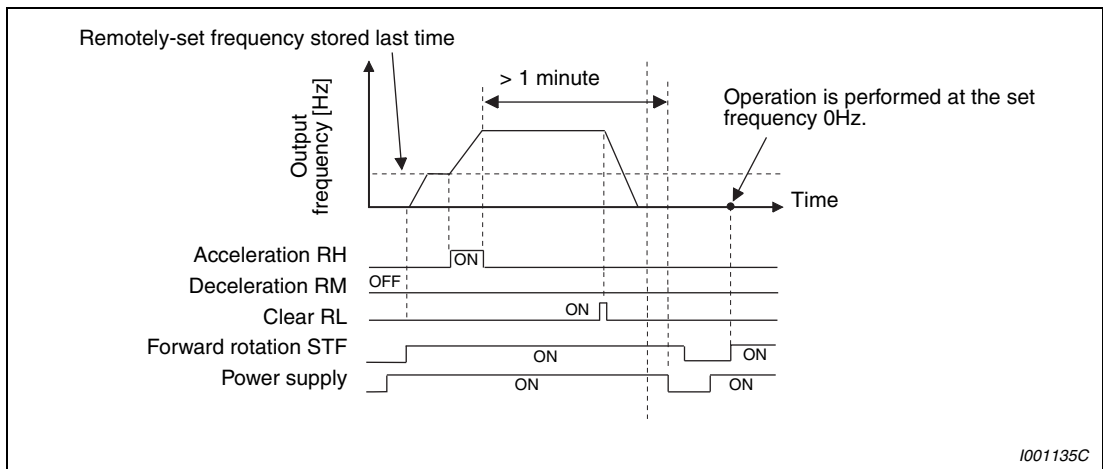 Remotely-set frequency stored last time
> 1 minute
Operation is performed at the set
frequency 0Hz.
Output
frequency [Hz]
Time
Acceleration RH
ON
Deceleration RM
OFF
Clear RL
ON
Forward rotation STF
ON
ON
Power supply
ON
ON
I001135C